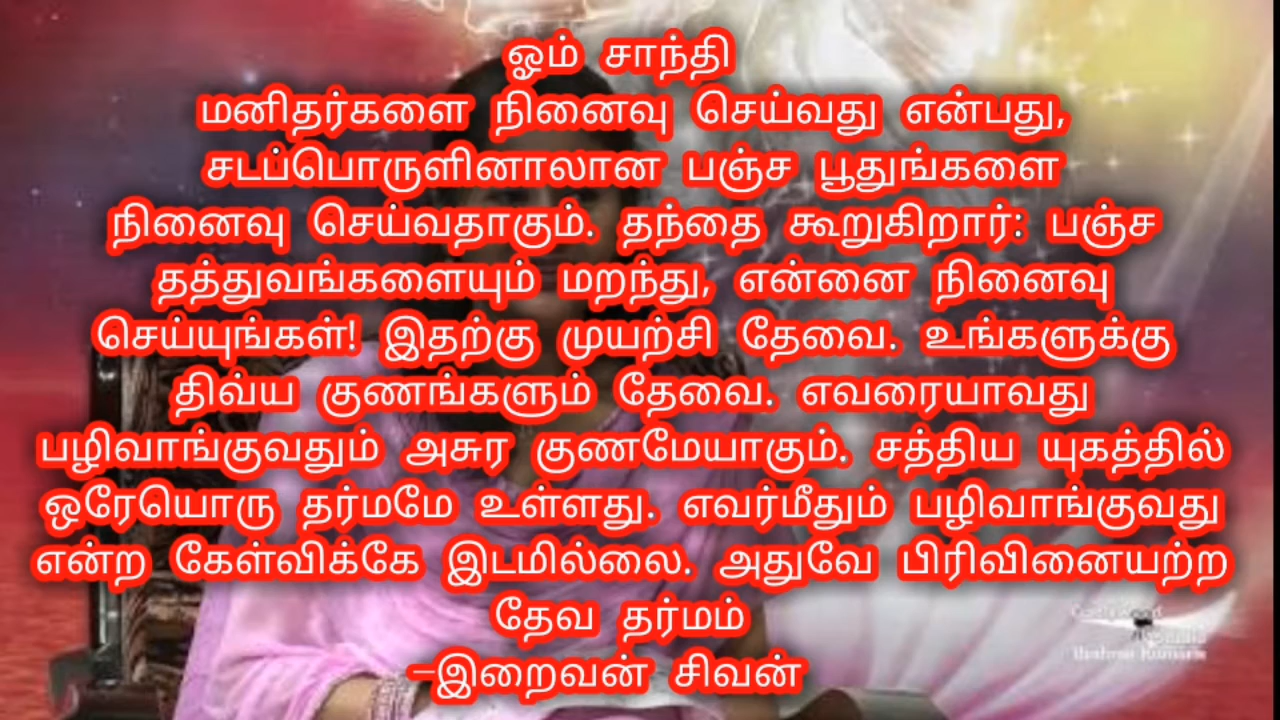 ஓம் சாந்தி
மனிதர்களை நினைவு செய்வது என்பது,
சடப்பொருளினாலான பஞ்ச பூதுங்களை
நினைவு செய்வதாகும். தந்தை கூறுகிறார்: பஞ்ச
தத்துவங்களையும் மறந்து, என்னை நினைவு
செய்யுங்கள்! இதற்கு முயற்சி தேவை. உங்களுக்கு
திவ்ய குணங்களும் தேவை. எவரையாவது
பழிவாங்குவதும் அசுர குணமேயாகும். சத்திய யுகத்தில்
ஒரேயொரு தர்மமே உள்ளது. எவர்மீதும் பழிவாங்குவது
என்ற கேள்விக்கே இடமில்லை. அதுவே பிரிவினையற்ற
தேவ தர்மம்
–இறைவன் சிவன்
Brahma Kumaris